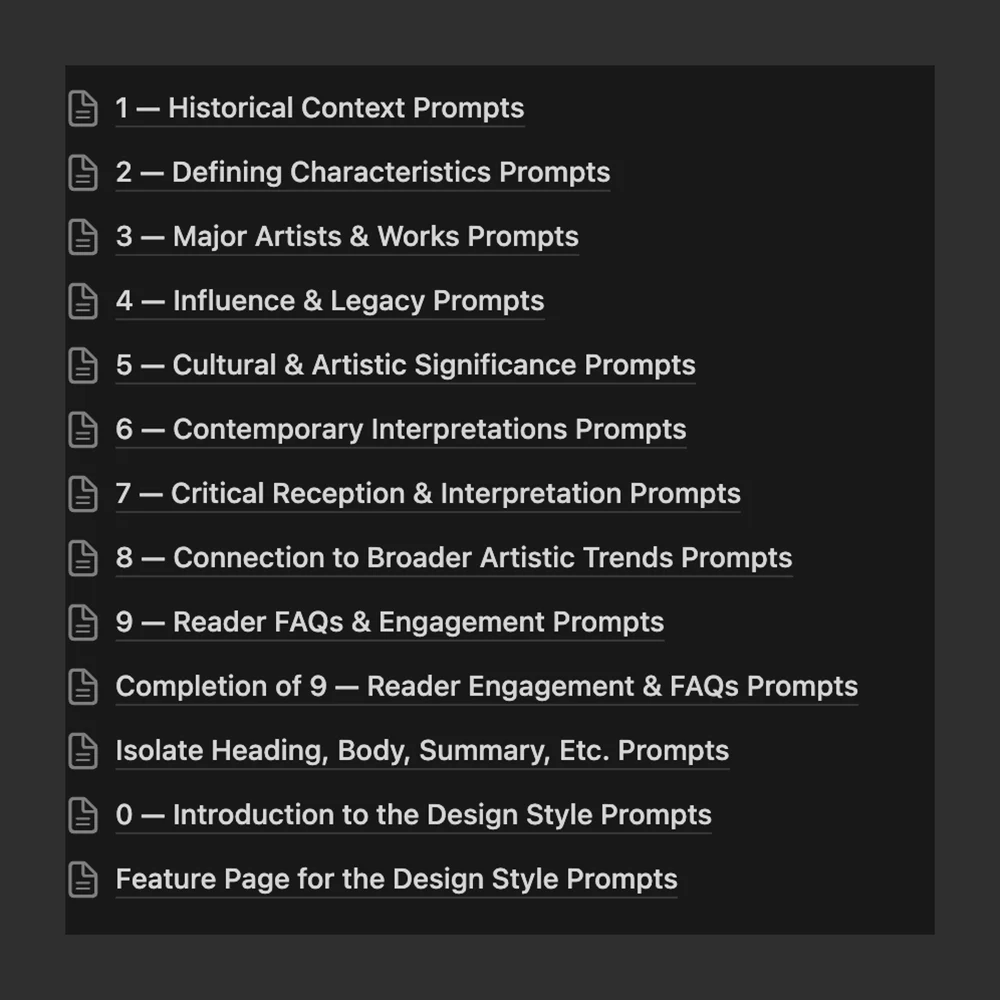 1 — Historical Context Prompts
2 — Defining Characteristics Prompts
3 — Major Artists & Works Prompts
4 — Influence & Legacy Prompts
5 — Cultural & Artistic Significance Prompts
6 — Contemporary Interpretations Prompts
7 — Critical Reception & Interpretation Prompts
8 — Connection to Broader Artistic Trends Prompts
9 — Reader FAQs & Engagement Prompts
Completion of 9 — Reader Engagement & FAQs Prompts
Isolate Heading, Body, Summary, Etc. Prompts
0 — Introduction to the Design Style Prompts
Feature Page for the Design Style Prompts